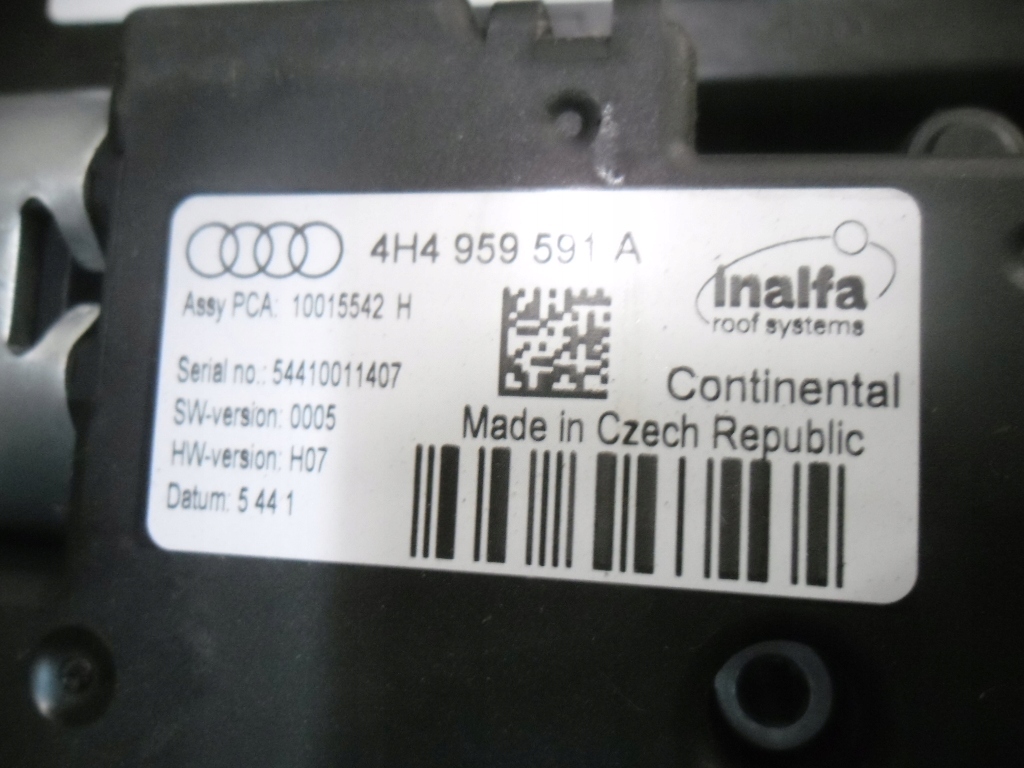 4H4 959 591 A
Assy PCA: 10015542 H
Inalfa
roof systems
Serial no.: 54410011407
SW-version: 0005
HW-version: H07
Datum: 5 44 1
Continental
Made in Czech Republic